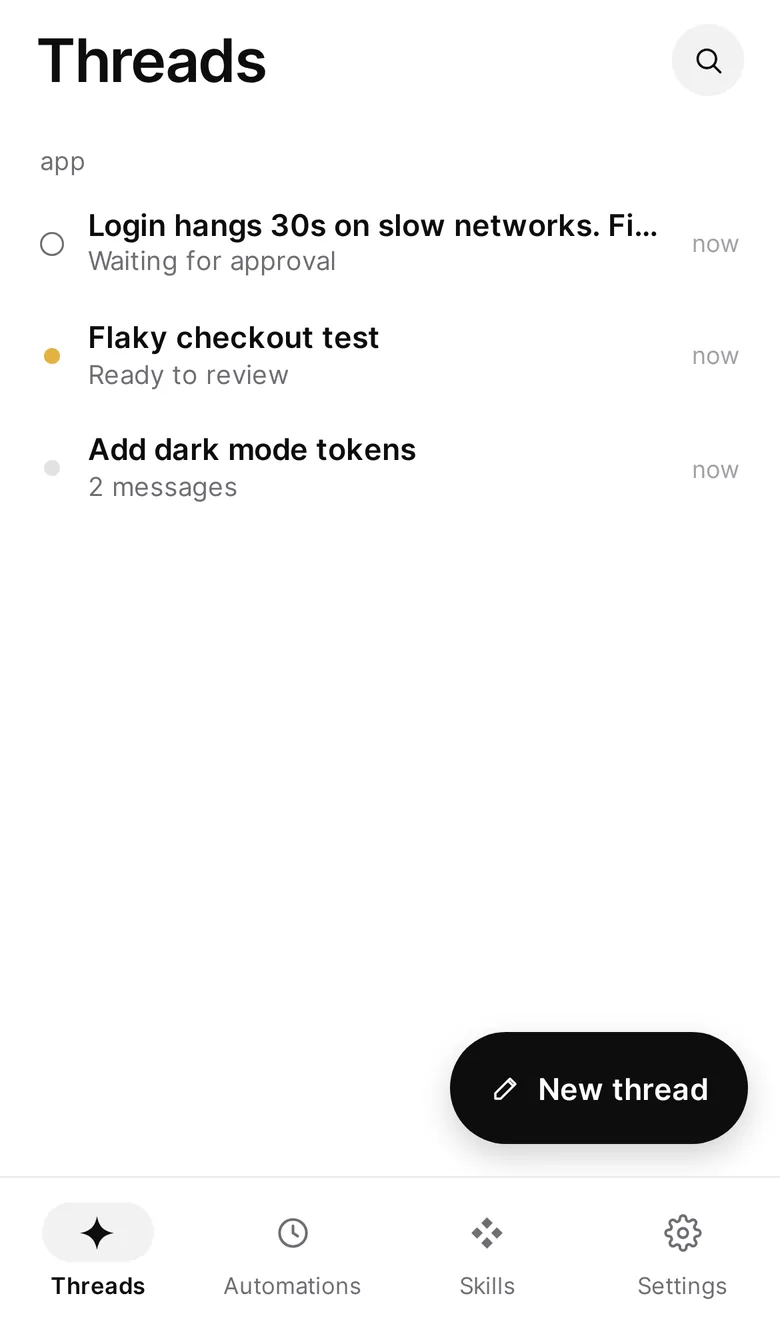 Threads
app
Login hangs 30s on slow networks. Fi...
now
Waiting for approval
Flaky checkout test
now
Ready to review
Add dark mode tokens
now
2 messages
New thread
Threads
Automations
Skills
Settings